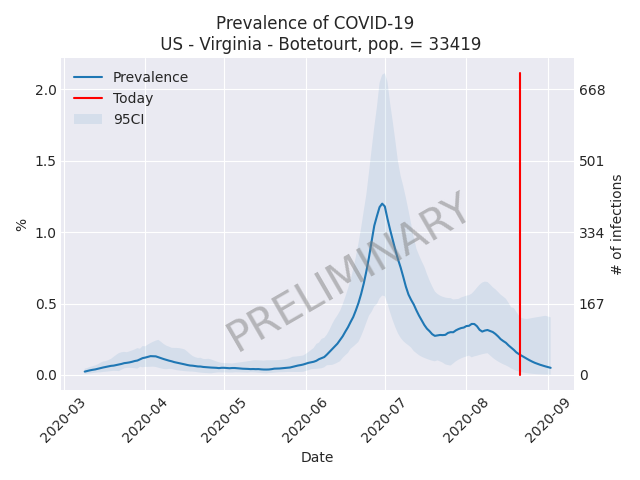 Prevalence of COVID-19
US - Virginia - Botetourt, pop. = 33419
Prevalence
Today
95CI
2.0
1.5
1.0
0.5
0.0
%
668
501
334
167
0
# of infections
PRELIMINARY
2020-03
2020-04
2020-05
2020-06
2020-07
2020-08
2020-09
Date